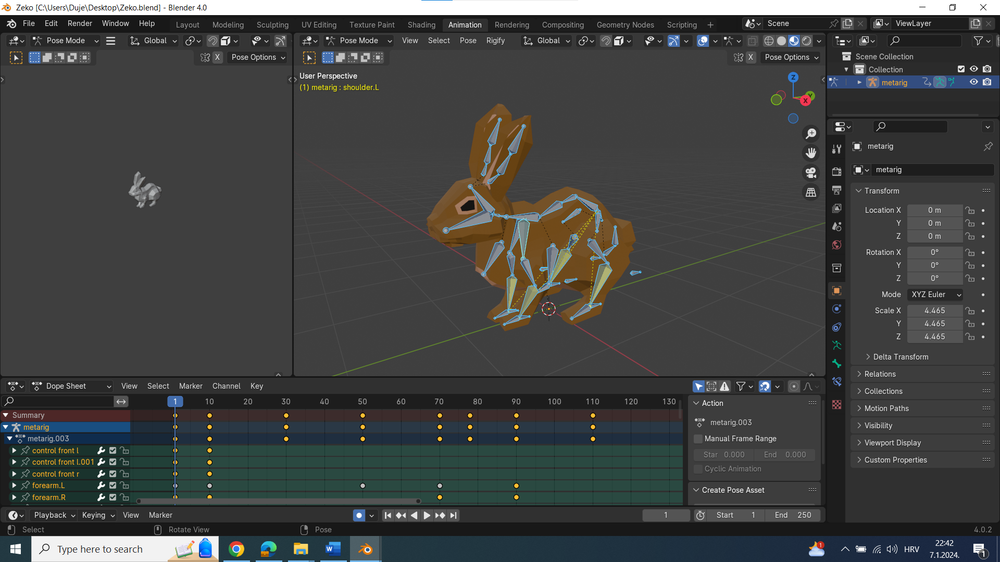 Zeko [C:\Users\Duje\Desktop\Zeko.blend] - Blender 4.0
File Edit Render Window Help Layout Modeling Sculpting UV Editing Texture Paint Shading Animation Rendering Compositing Geometry Nodes Scripting + Scene ViewLayer
Pose Mode Global Pose Mode View Select Pose Rigify Global
X Pose Options X Pose Options
Scene Collection
Collection
metarig
User Perspective
(1) metarig : shoulder.L
Z
Y
X
metarig
metarig
Transform
Location X 0 m
Y 0 m
Z 0 m
Rotation X 0°
Y 0°
Z 0°
Mode XYZ Euler
Scale X 4.465
Y 4.465
Z 4.465
Delta Transform
Relations
Collections
Motion Paths
Visibility
Viewport Display
Custom Properties
Dope Sheet View Select Marker Channel Key
1 10 20 30 40 50 60 70 80 90 100 110 120 130
Summary
metarig
metarig.003
control front l
control front l.001
control front r
forearm.L
forearm.R
Action
metarig.003
Manual Frame Range
Star 0.000 End 0.000
Cyclic Animation
Create Pose Asset
Playback Keying View Marker 1 Start 1 End 250
Select Rotate View Pose 4.0.2
Type here to search 1 HRV 22:42
7.1.2024. 1